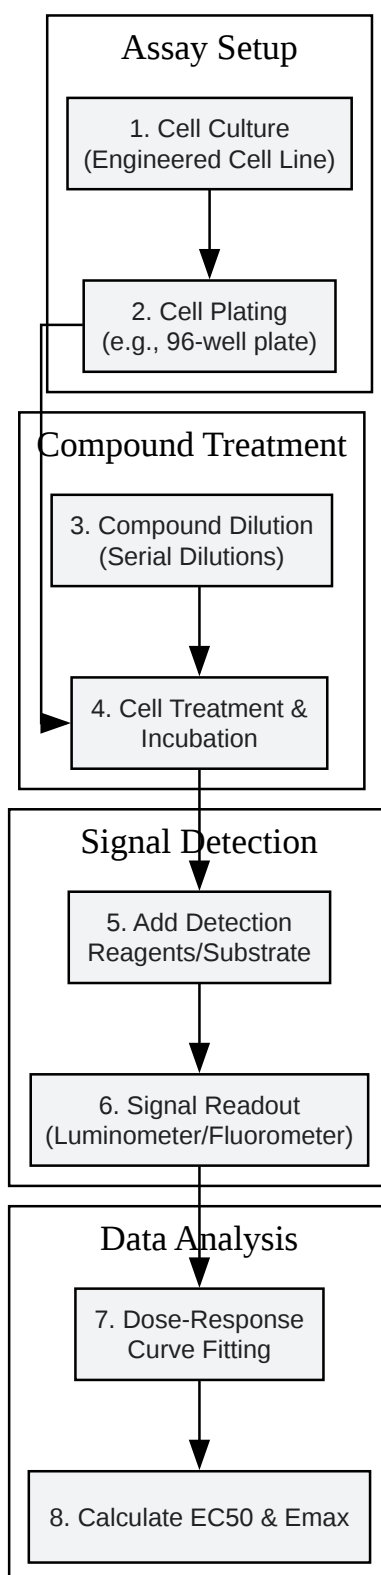 Assay Setup
1. Cell Culture
(Engineered Cell Line)
2. Cell Plating
(e.g., 96-well plate)
Compound Treatment
3. Compound Dilution
(Serial Dilutions)
4. Cell Treatment &
Incubation
Signal Detection
5. Add Detection
Reagents/Substrate
6. Signal Readout
(Luminometer/Fluorometer)
Data Analysis
7. Dose-Response
Curve Fitting
8. Calculate EC50 & Emax